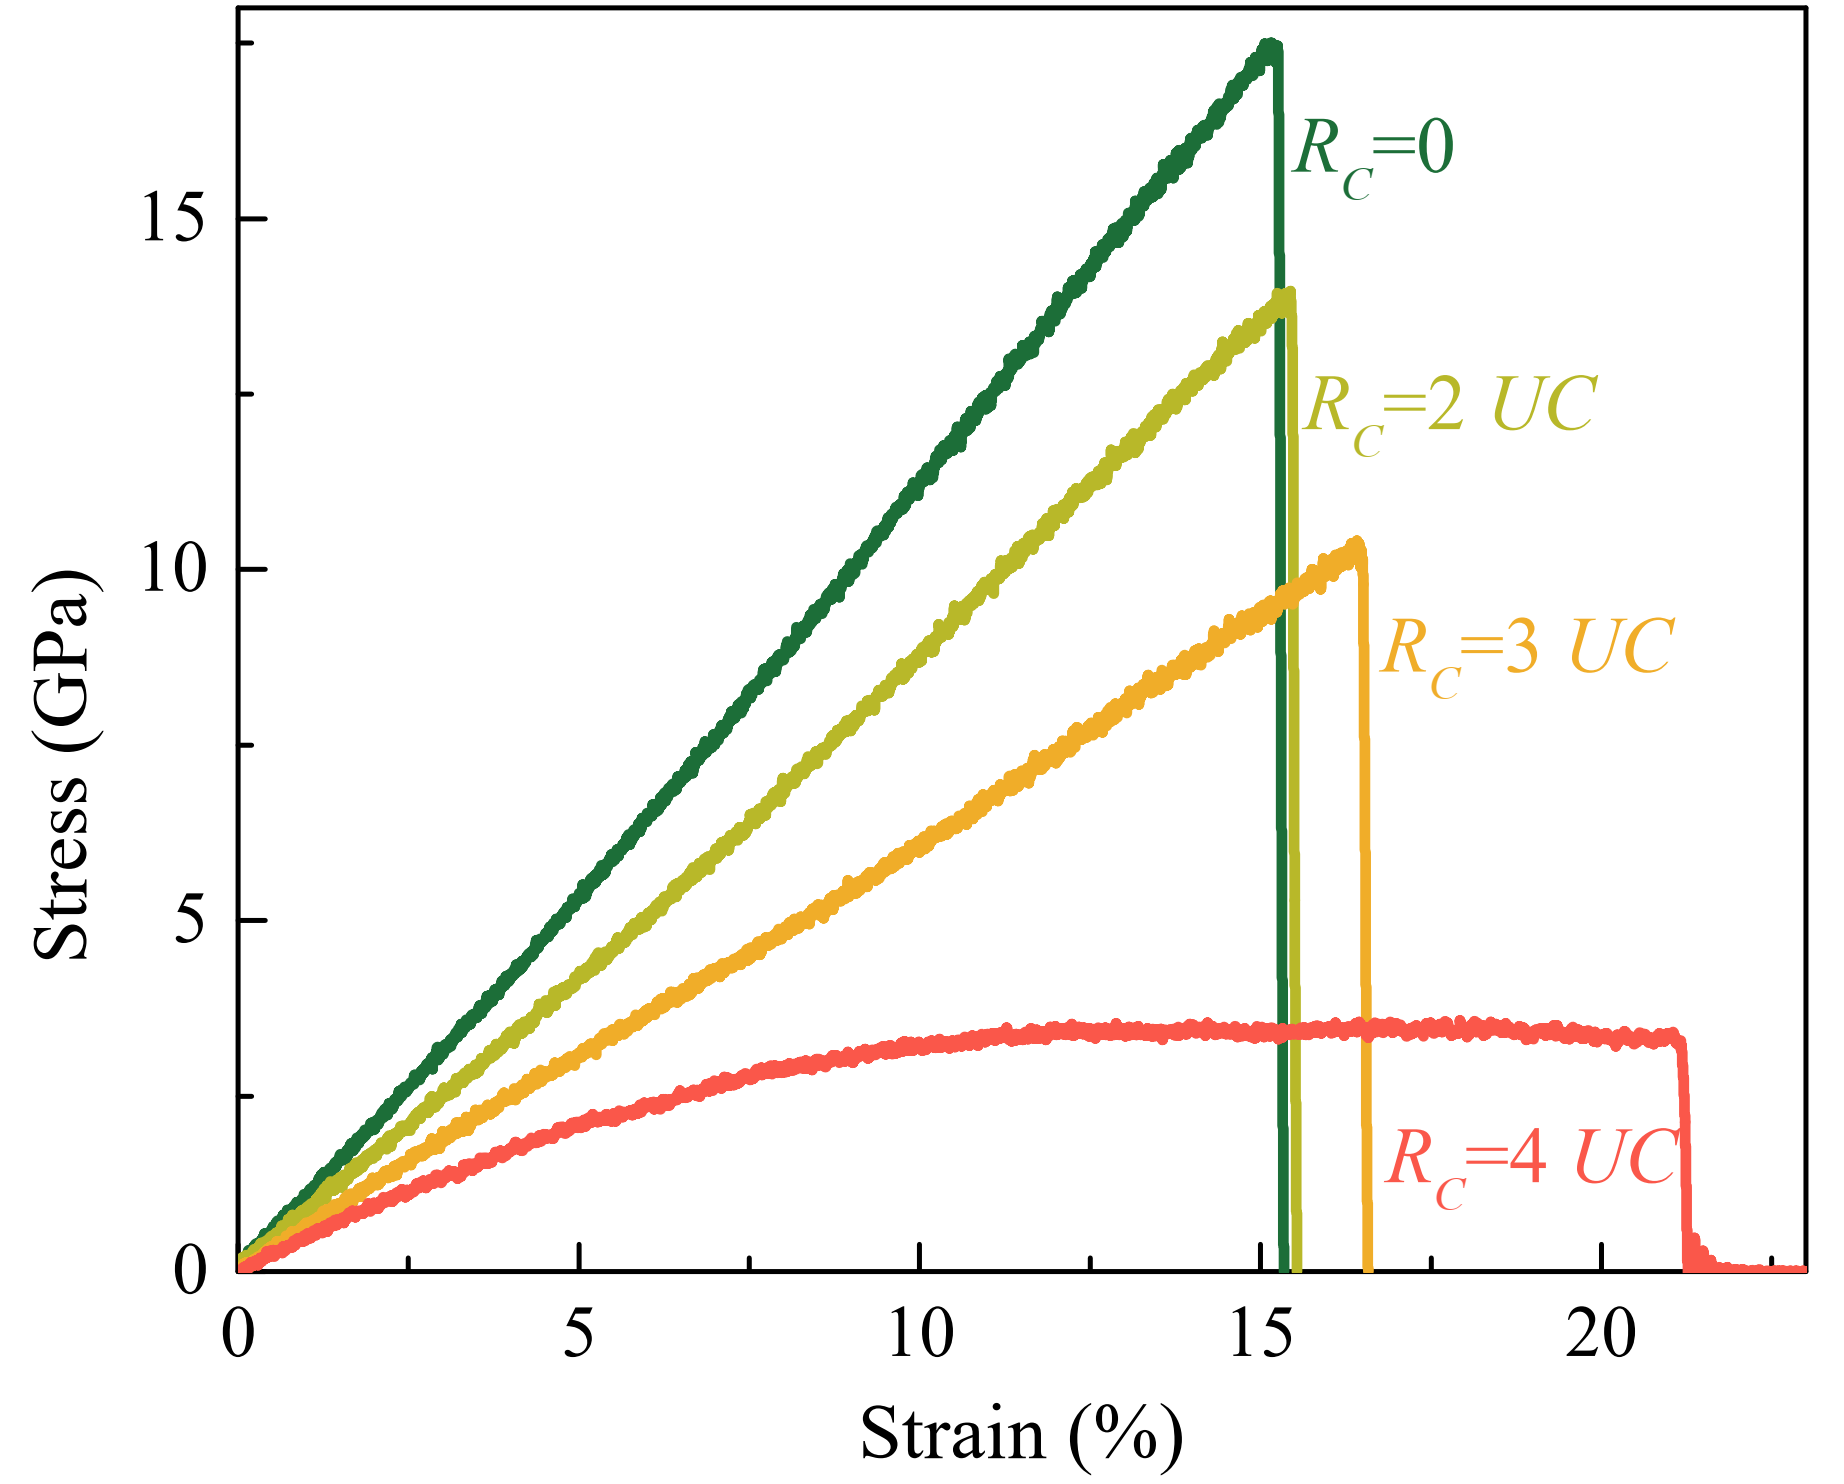 Stress (GPa)
15
10
5
0
R_C=0
R_C=2 UC
R_C=3 UC
R_C=4 UC
0 5 10 15 20
Strain (%)